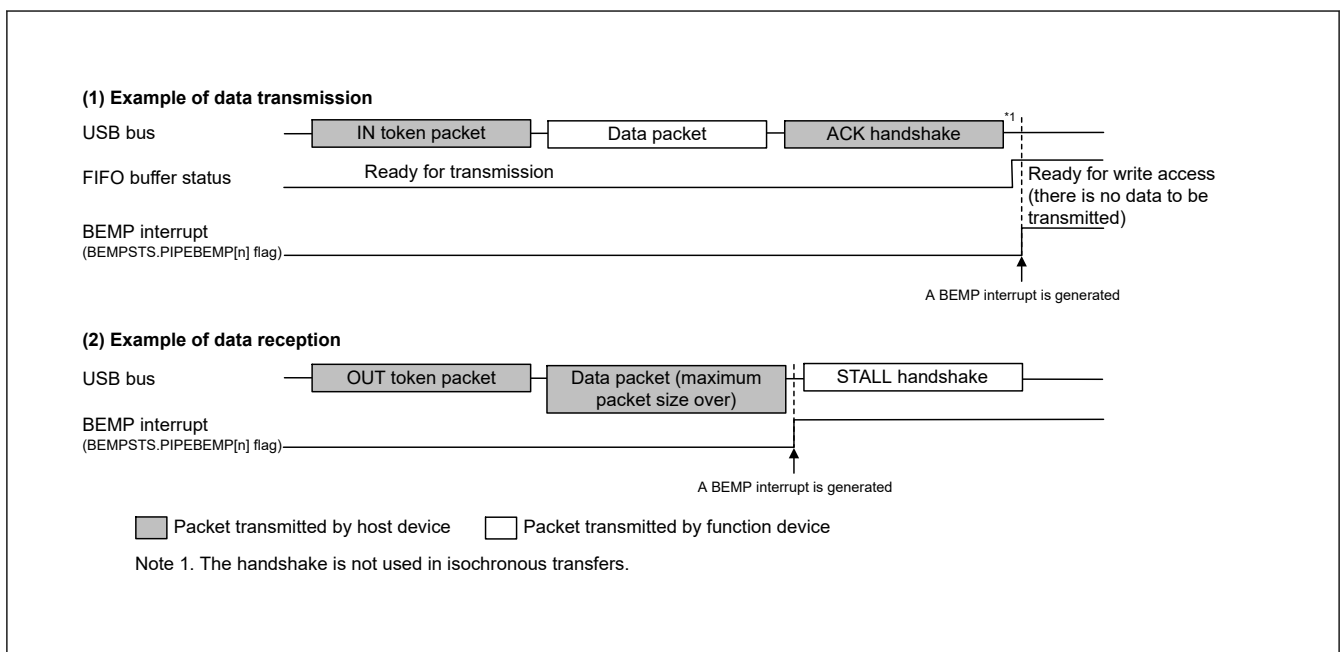 (1) Example of data transmission
USB bus
IN token packet
Data packet
ACK handshake
*1
FIFO buffer status
Ready for transmission
Ready for write access
(there is no data to be
transmitted)
BEMP interrupt
(BEMPSTS.PIPEBEMP[n] flag)
A BEMP interrupt is generated
(2) Example of data reception
USB bus
OUT token packet
Data packet (maximum
packet size over)
STALL handshake
BEMP interrupt
(BEMPSTS.PIPEBEMP[n] flag)
A BEMP interrupt is generated
Packet transmitted by host device
Packet transmitted by function device
Note 1. The handshake is not used in isochronous transfers.